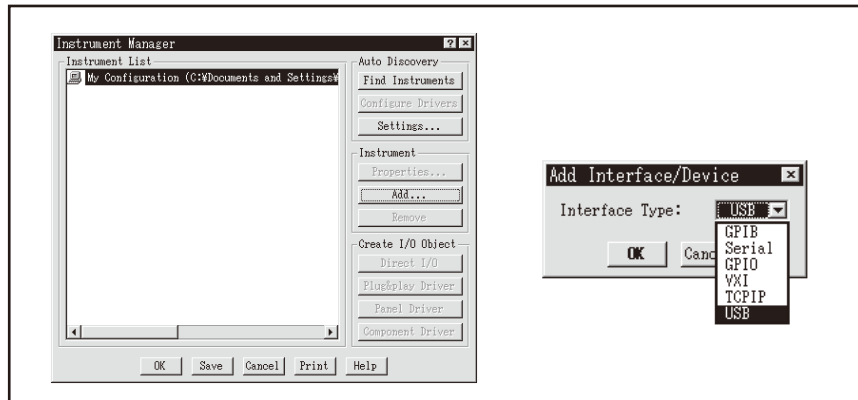 Instrument Manager
Instrument List
My Configuration (C:¥Documents and Settings¥
Auto Discovery
Find Instruments
Configure Drivers
Settings...
Instrument
Properties...
Add...
Remove
Create I/O Object
Direct I/O
Plug&play Driver
Panel Driver
Component Driver
OK Save Cancel Print Help
Add Interface/Device
Interface Type: USB
GPIB
Serial
GPIO
VXI
TCPIP
USB
OK Canc